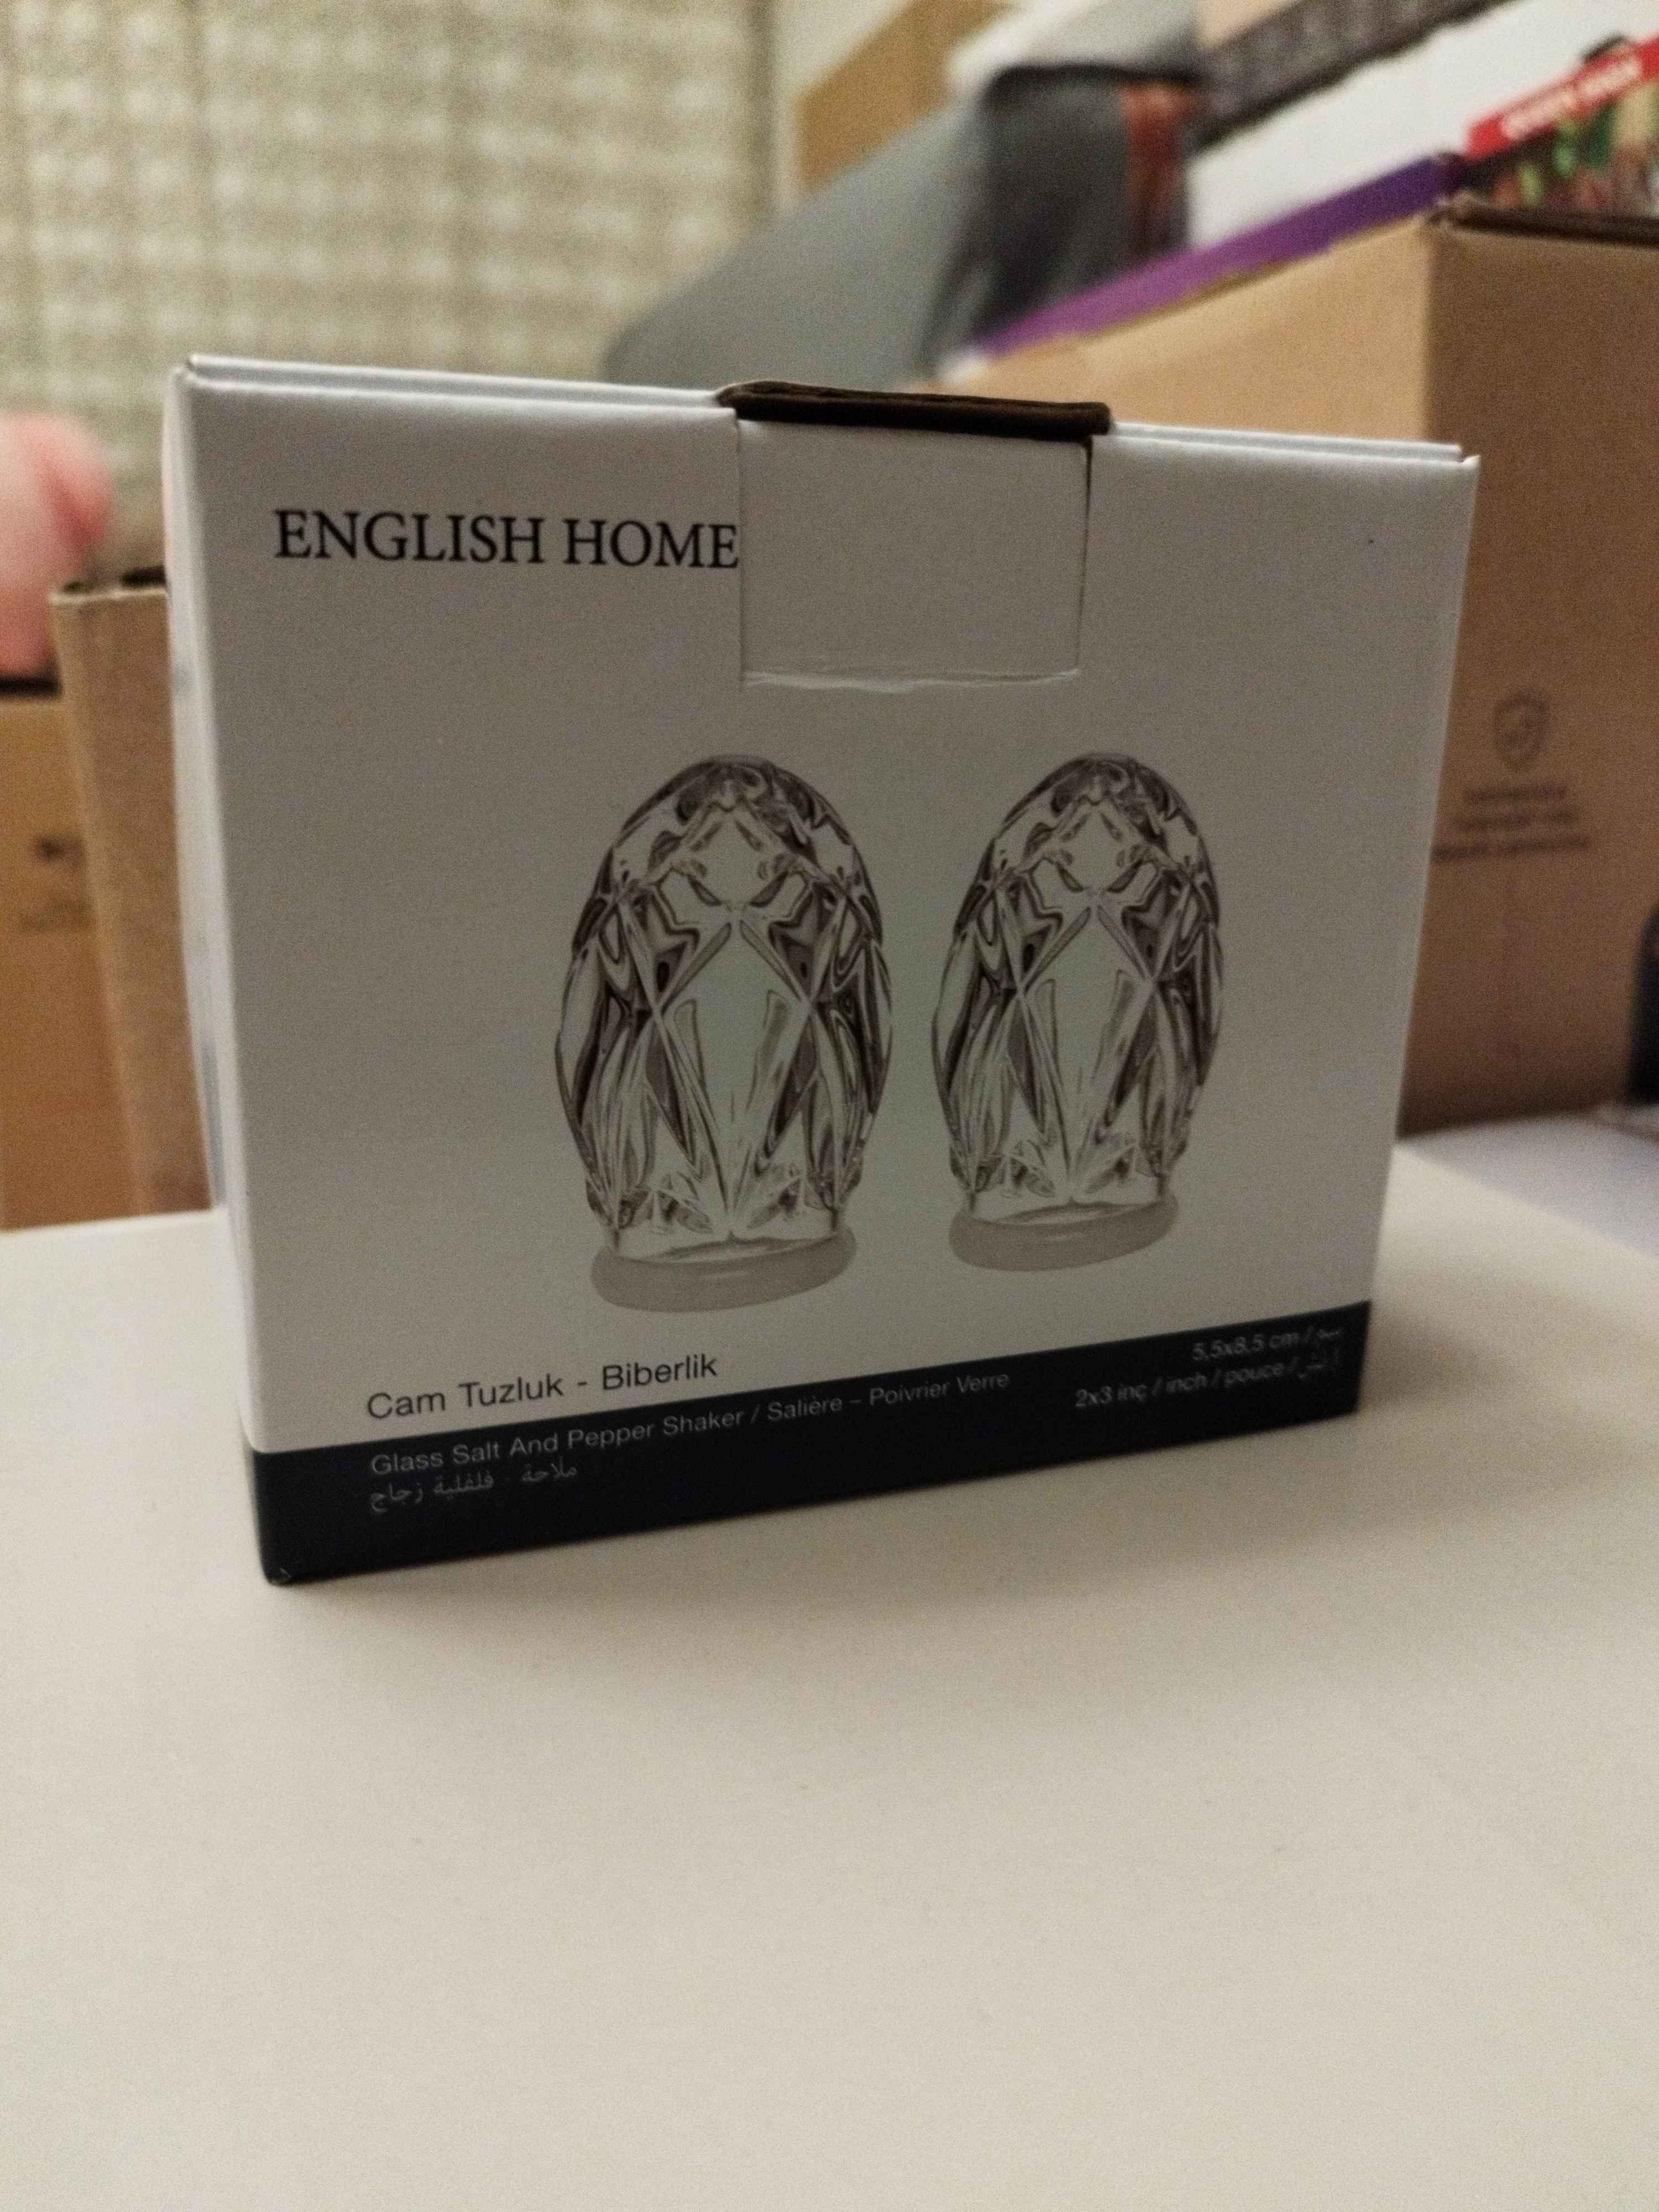 ENGLISH HOME
Cam Tuzluk - Biberlik
Glass Salt And Pepper Shaker / Salière – Poivrier Verre
ملاحة - فلفلية زجاج
5,5x8,5 cm / سم
2x3 inç / inch / pouce / إنش